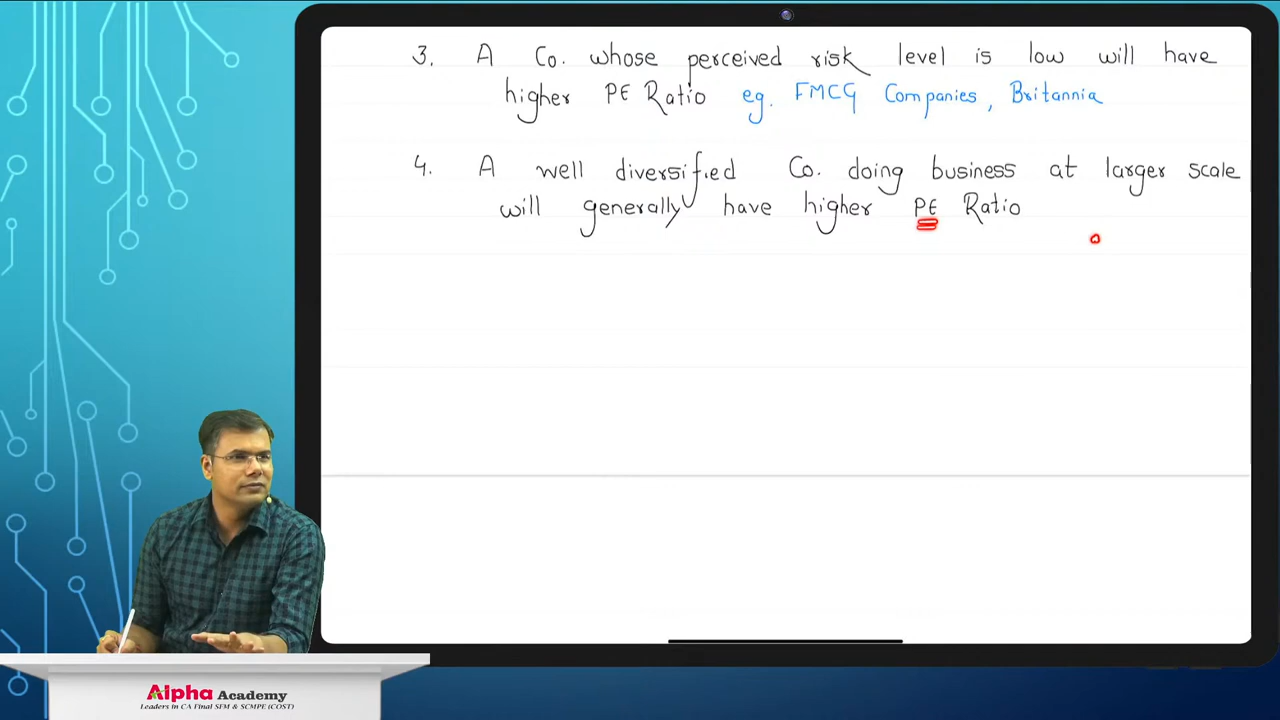 3. A Co. whose perceived risk level is low will have
higher PE Ratio eg. FMCG Companies, Britannia
4. A well diversified Co. doing business at larger scale
will generally have higher PE Ratio
Alpha Academy
Leaders in CA Final SFM & SCMPE (COST)